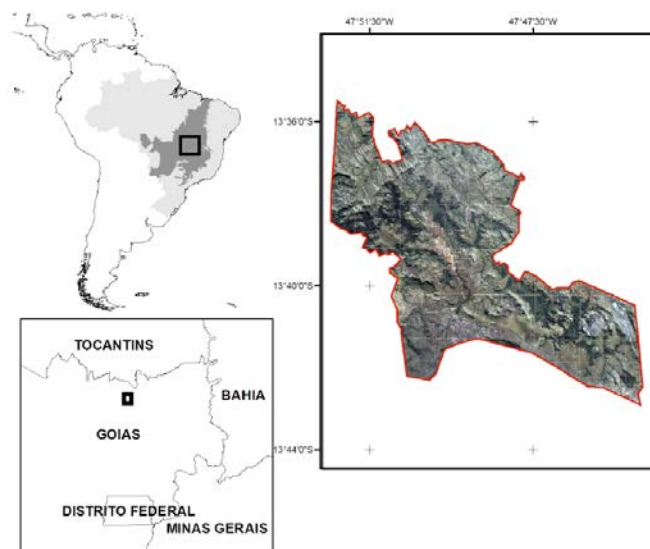 47°51'30"W
47°47'30"W
13°36'0"S
13°40'0"S
13°44'0"S
TOCANTINS
BAHIA
GOIAS
DISTRITO FEDERAL
MINAS GERAIS